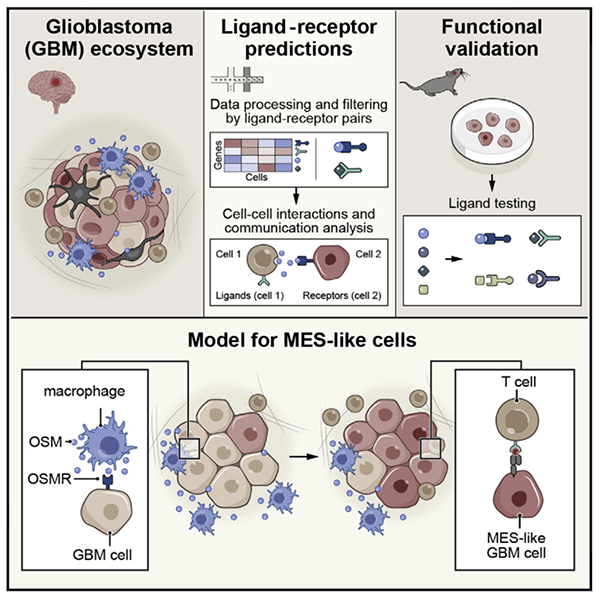 Glioblastoma
(GBM) ecosystem
Ligand-receptor
predictions
Data processing and filtering
by ligand-receptor pairs
Genes
Cells
Cell-cell interactions and
communication analysis
Cell 1
Cell 2
Ligands (cell 1)
Receptors (cell 2)
Functional
validation
Ligand testing
Model for MES-like cells
macrophage
OSM
OSMR
GBM cell
T cell
MES-like
GBM cell